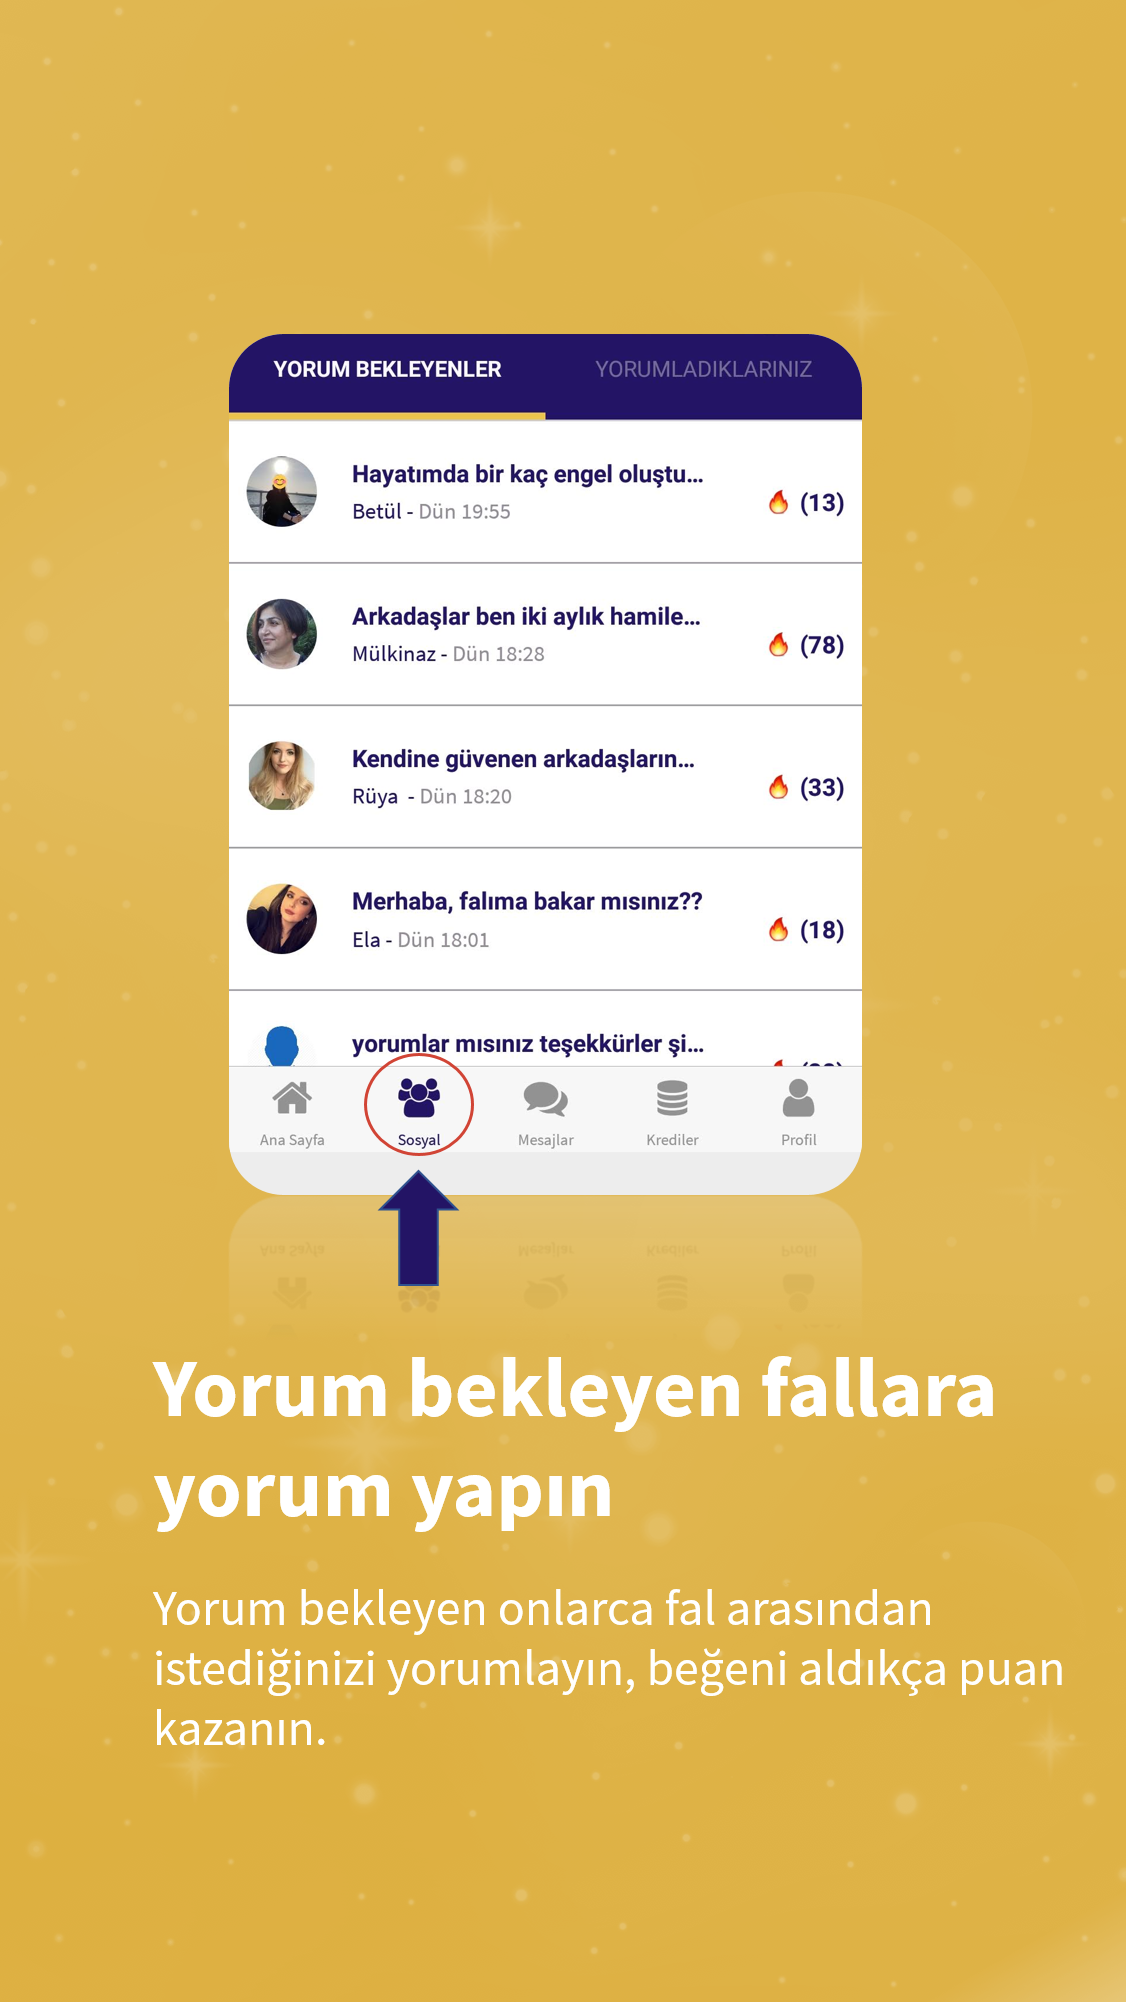 YORUM BEKLEYENLER YORUMLADIKLARINIZ
Hayatımda bir kaç engel oluştu...
Betül - Dün 19:55
🔥 (13)
Arkadaşlar ben iki aylık hamile...
Mülkinaz - Dün 18:28
🔥 (78)
Kendine güvenen arkadaşların...
Rüya - Dün 18:20
🔥 (33)
Merhaba, falıma bakar mısınız??
Ela - Dün 18:01
🔥 (18)
yorumlar mısınız teşekkürler şi...
Ana Sayfa Sosyal Mesajlar Krediler Profil
Yorum bekleyen fallara
yorum yapın
Yorum bekleyen onlarca fal arasından
istediğinizi yorumlayın, beğeni aldıkça puan
kazanın.